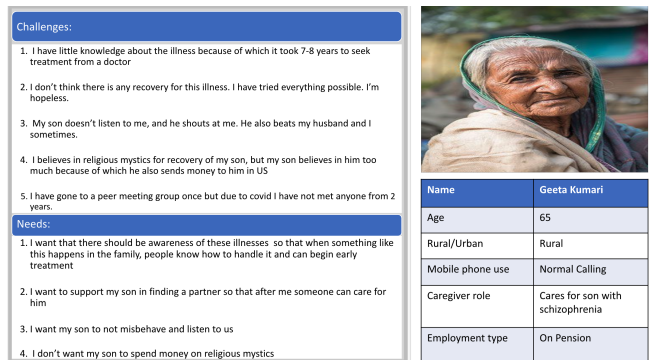 Challenges:
1. I have little knowledge about the illness because of which it took 7-8 years to seek
treatment from a doctor
2. I don't think there is any recovery for this illness. I have tried everything possible. I'm
hopeless.
3. My son doesn't listen to me, and he shouts at me. He also beats my husband and I
sometimes.
4. I believes in religious mystics for recovery of my son, but my son believes in him too
much because of which he also sends money to him in US
5. I have gone to a peer meeting group once but due to covid I have not met anyone from 2
years.
Needs:
1. I want that there should be awareness of these illnesses so that when something like
this happens in the family, people know how to handle it and can begin early
treatment
2. I want to support my son in finding a partner so that after me someone can care for
him
3. I want my son to not misbehave and listen to us
4. I don't want my son to spend money on religious mystics
Name Geeta Kumari
Age 65
Rural/Urban Rural
Mobile phone use Normal Calling
Caregiver role Cares for son with
schizophrenia
Employment type On Pension